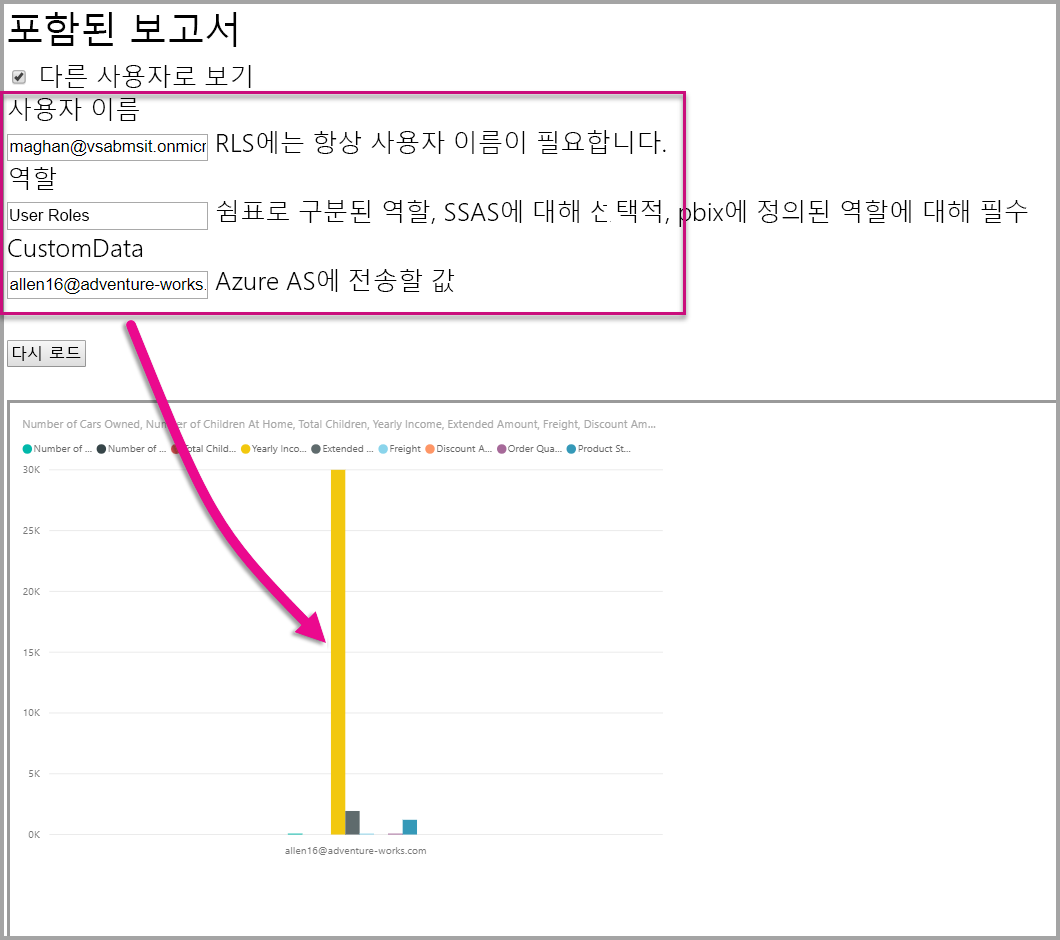 포함된 보고서
다른 사용자로 보기
사용자 이름
maghan@vsabmsit.onmicr RLS에는 항상 사용자 이름이 필요합니다.
역할
User Roles 쉼표로 구분된 역할, SSAS에 대해 선택적, pbix에 정의된 역할에 대해 필수
CustomData
allen16@adventure-works. Azure AS에 전송할 값
다시 로드
Number of Cars Owned, Number of Children At Home, Total Children, Yearly Income, Extended Amount, Freight, Discount Am...
Number of ... Number of ... Total Child... Yearly Inco... Extended ... Freight Discount A... Order Qua... Product St...
30K
25K
20K
15K
10K
5K
0K
allen16@adventure-works.com